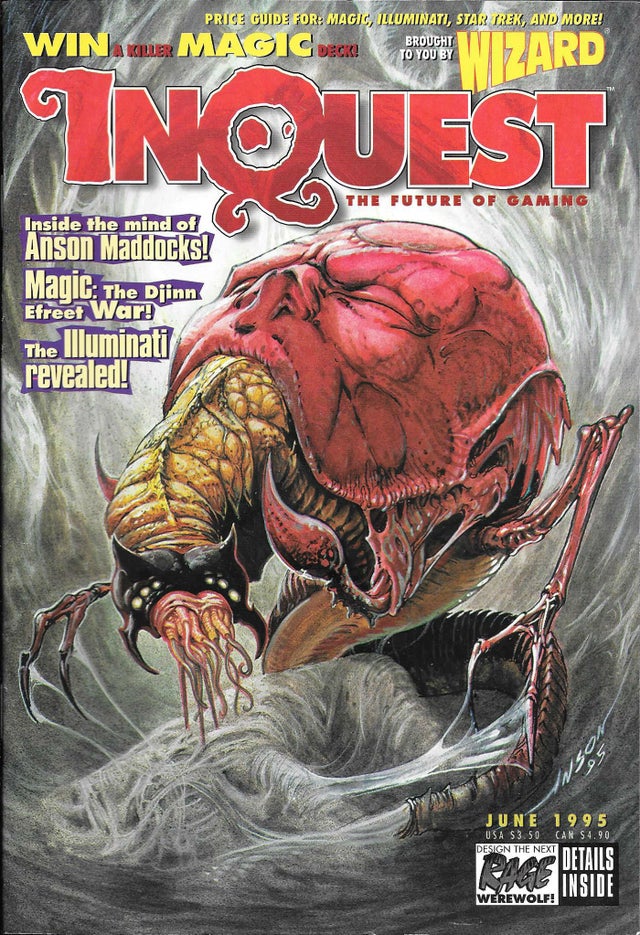 PRICE GUIDE FOR: MAGIC, ILLUMINATI, STAR TREK, AND MORE!
WIN A KILLER MAGIC DECK!
BROUGHT
TO YOU BY
WIZARD
INQUEST™
THE FUTURE OF GAMING
Inside the mind of
Anson Maddocks!
Magic: The Djinn
Efreet War!
The Illuminati
revealed!
ANSON
95
JUNE 1995
USA $3.50 CAN $4.90
DESIGN THE NEXT
RAGE
WEREWOLF!
DETAILS
INSIDE